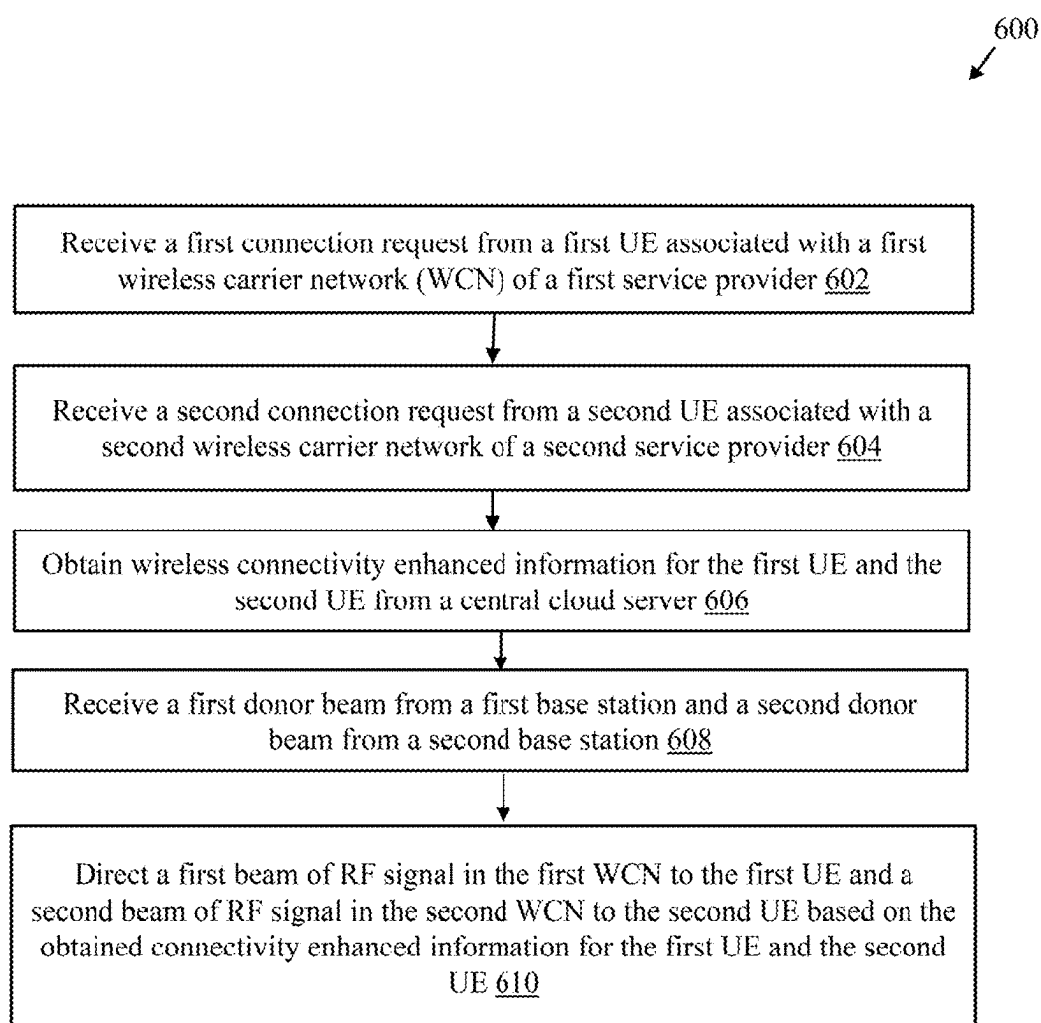 600
Receive a first connection request from a first UE associated with a first
wireless carrier network (WCN) of a first service provider 602
Receive a second connection request from a second UE associated with a
second wireless carrier network of a second service provider 604
Obtain wireless connectivity enhanced information for the first UE and the
second UE from a central cloud server 606
Receive a first donor beam from a first base station and a second donor
beam from a second base station 608
Direct a first beam of RF signal in the first WCN to the first UE and a
second beam of RF signal in the second WCN to the second UE based on the
obtained connectivity enhanced information for the first UE and the second
UE 610